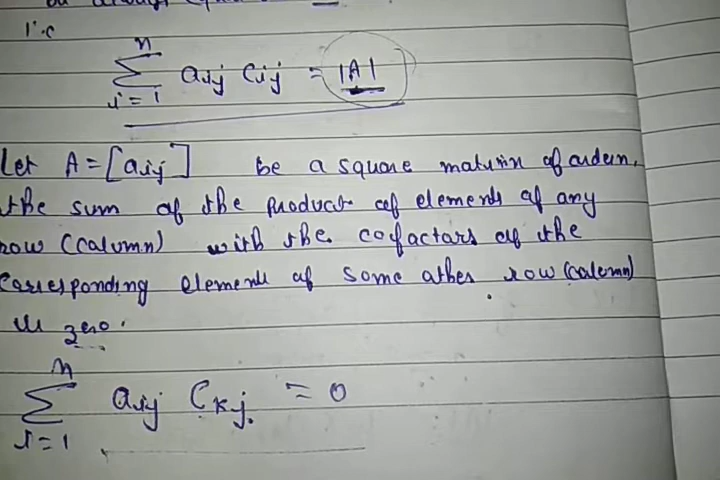 i.e
n
∑ aij Cij = |A|
i=1
Let A = [aij] be a square matrix of order n,
the sum of the product of elements of any
row (column) with the cofactors of the
corresponding elements of some other row (column)
is zero.
n
∑ aij Ckj = 0
i=1